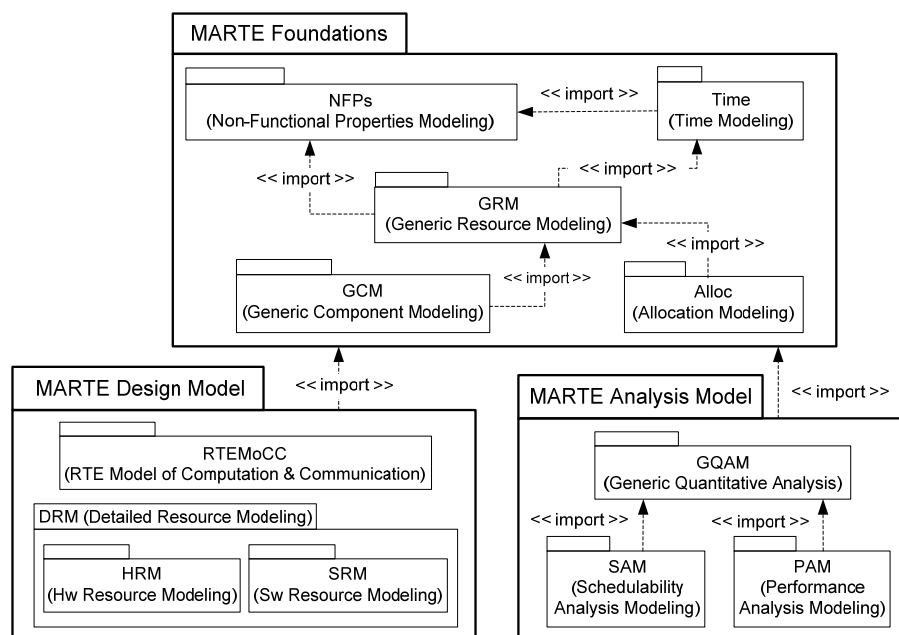 MARTE Foundations
NFPs
(Non-Functional Properties Modeling)
<< import >>
Time
(Time Modeling)
<< import >>
<< import >>
GRM
(Generic Resource Modeling)
<< import >>
<< import >>
GCM
(Generic Component Modeling)
Alloc
(Allocation Modeling)
<< import >>
<< import >>
MARTE Design Model
RTEMoCC
(RTE Model of Computation & Communication)
DRM (Detailed Resource Modeling)
HRM
(Hw Resource Modeling)
SRM
(Sw Resource Modeling)
MARTE Analysis Model
GQAM
(Generic Quantitative Analysis)
<< import >>
<< import >>
SAM
(Schedulability
Analysis Modeling)
PAM
(Performance
Analysis Modeling)